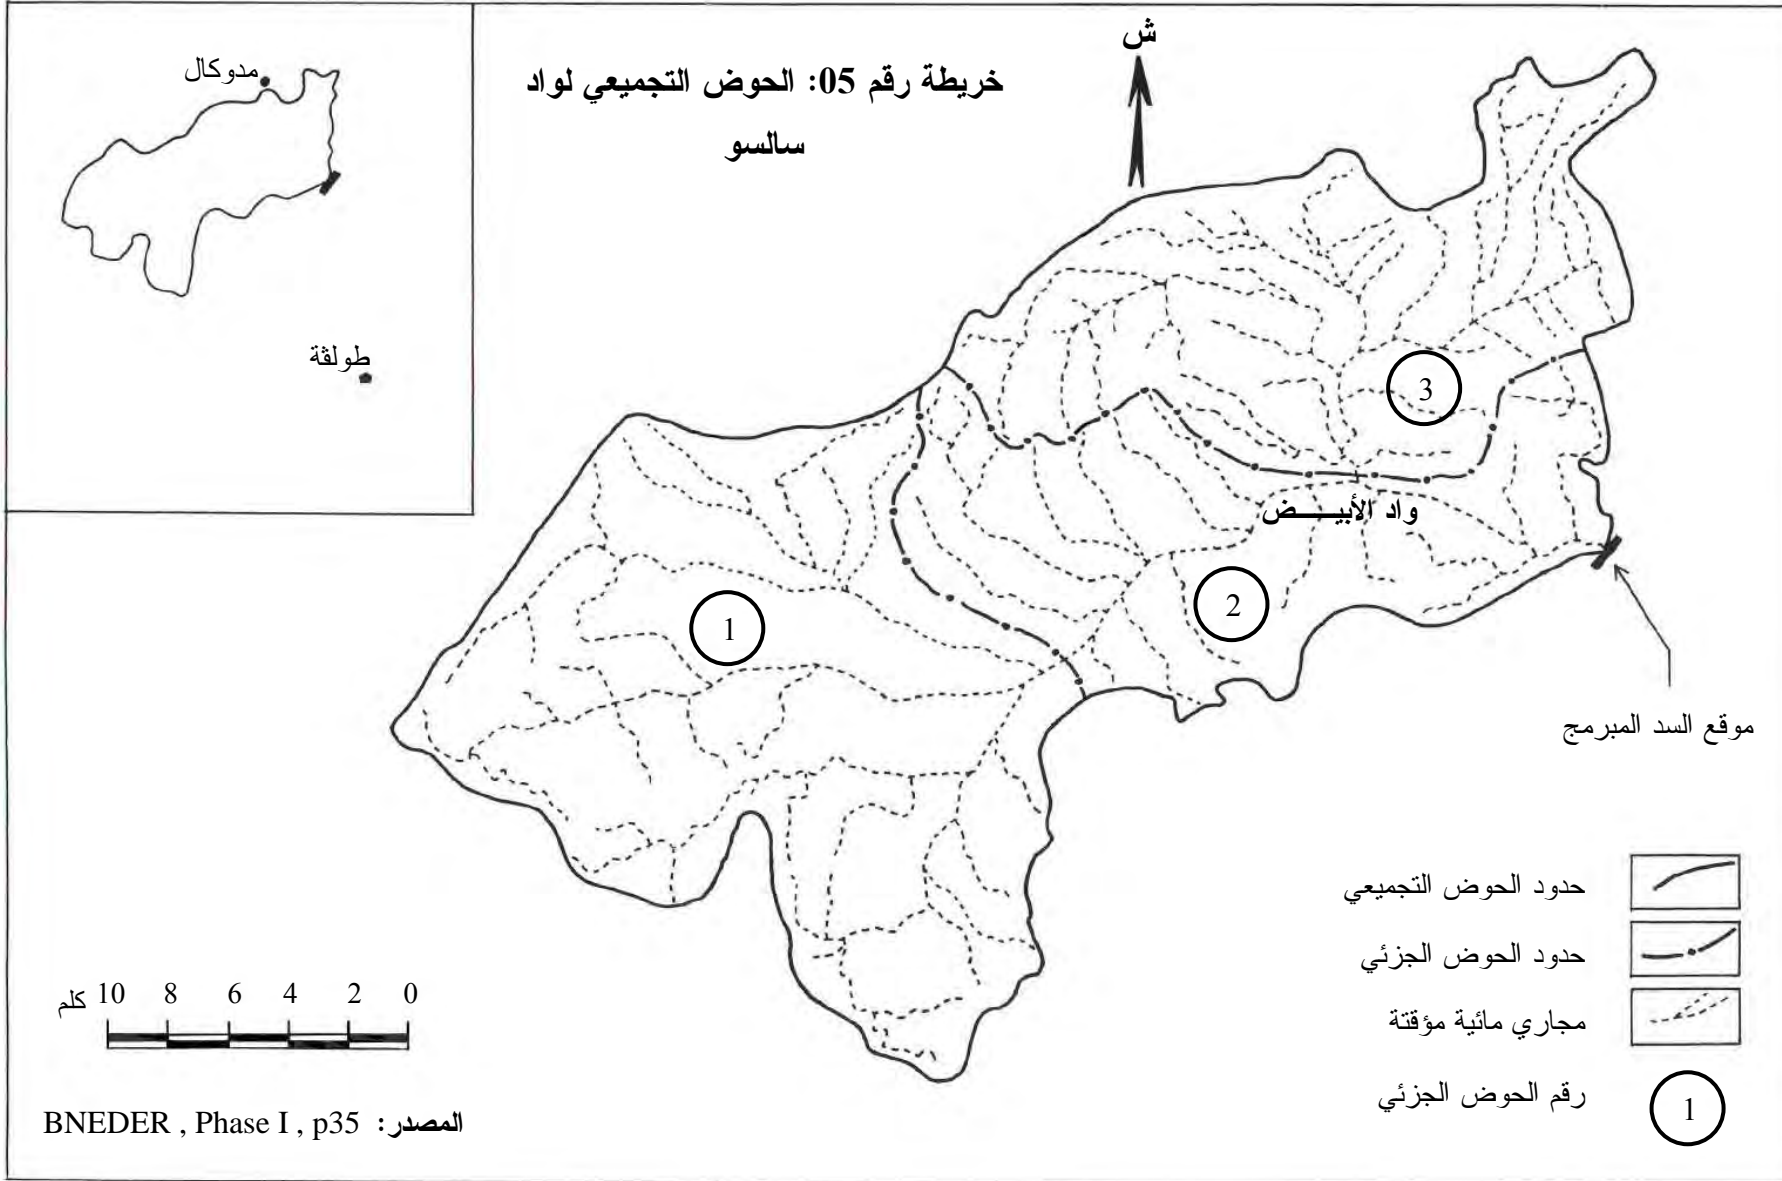 خريطة رقم 05: الحوض التجميعي لواد
سالسو
ش
مدوكال
طولقة
3
واد الأبيـــــض
2
1
موقع السد المبرمج
حدود الحوض التجميعي
حدود الحوض الجزئي
مجاري مائية مؤقتة
رقم الحوض الجزئي
1
10 8 6 4 2 0
كلم
المصدر: BNEDER , Phase I , p35